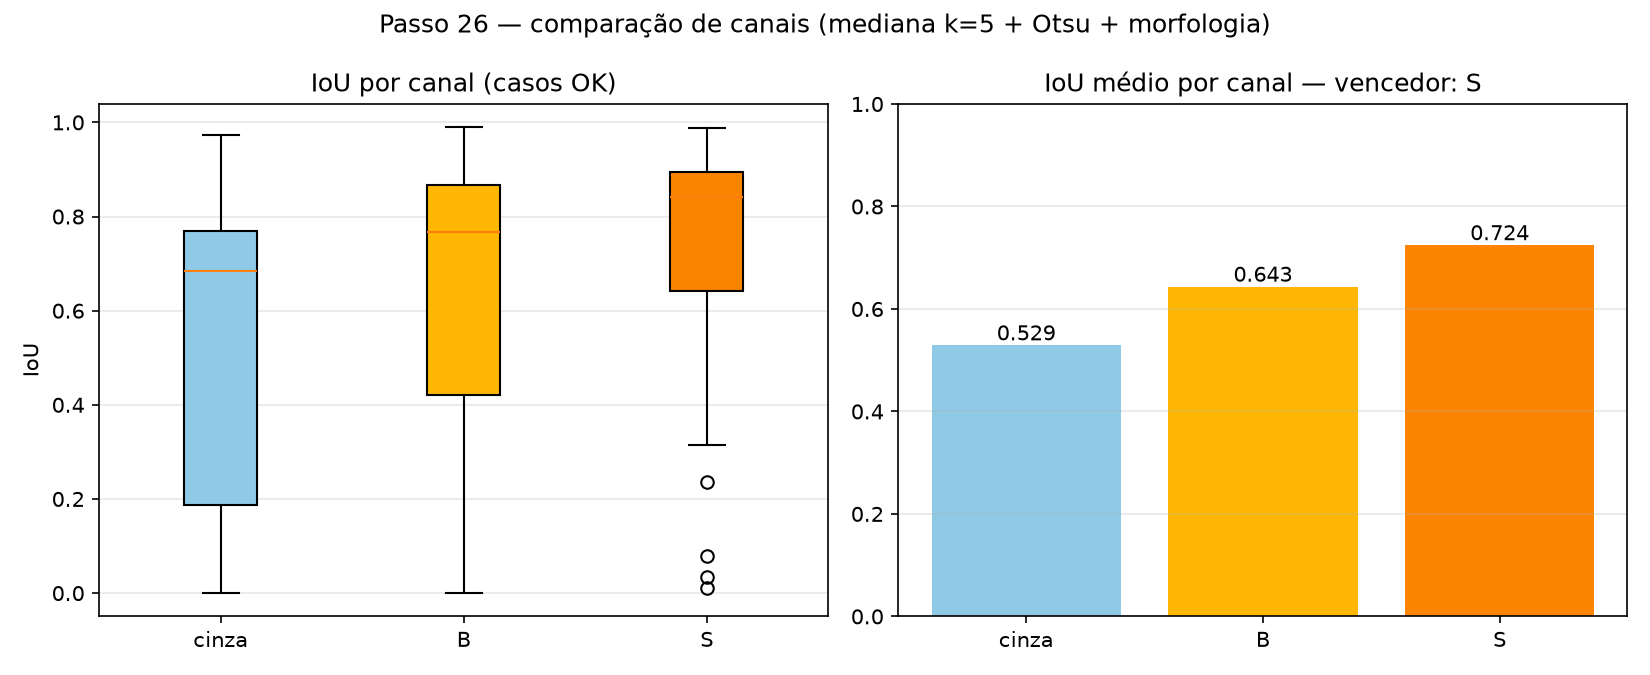 Passo 26 — comparação de canais (mediana k=5 + Otsu + morfologia)
IoU por canal (casos OK)
IoU
1.0
0.8
0.6
0.4
0.2
0.0
cinza B S
IoU médio por canal — vencedor: S
1.0
0.8
0.6
0.4
0.2
0.0
0.529
0.643
0.724
cinza B S